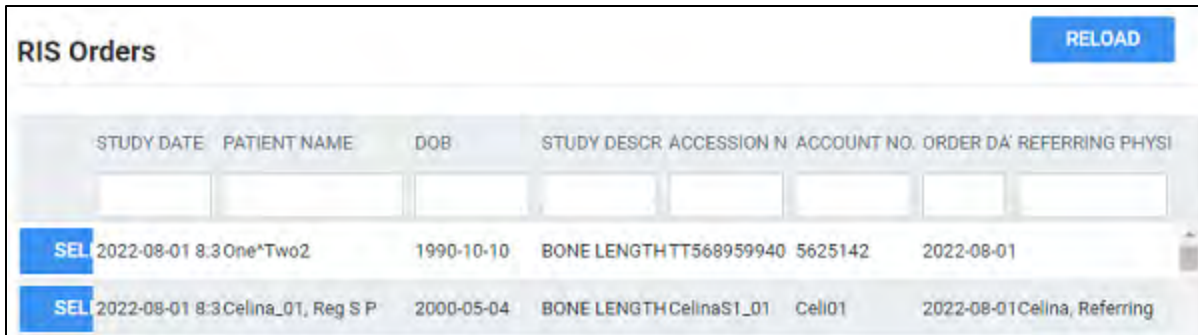 RIS Orders RELOAD
STUDY DATE PATIENT NAME DOB STUDY DESCR ACCESSION N ACCOUNT NO. ORDER DA REFERRING PHYSI
SEL 2022-08-01 8:3 One^Two2 1990-10-10 BONE LENGTH TT568959940 5625142 2022-08-01
SEL 2022-08-01 8:3 Celina_01, Reg S P 2000-05-04 BONE LENGTH CelinaS1_01 Celi01 2022-08-01 Celina, Referring